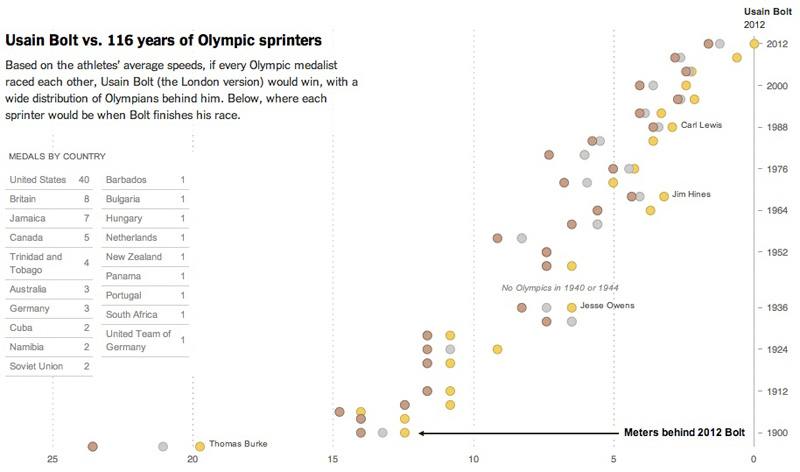 Usain Bolt
2012
Usain Bolt vs. 116 years of Olympic sprinters
Based on the athletes' average speeds, if every Olympic medalist
raced each other, Usain Bolt (the London version) would win, with a
wide distribution of Olympians behind him. Below, where each
sprinter would be when Bolt finishes his race.
MEDALS BY COUNTRY
United States 40
Britain 8
Jamaica 7
Canada 5
Trinidad and
Tobago 4
Australia 3
Germany 3
Cuba 2
Namibia 2
Soviet Union 2
Barbados 1
Bulgaria 1
Hungary 1
Netherlands 1
New Zealand 1
Panama 1
Portugal 1
South Africa 1
United Team of
Germany 1
2012
2000
Carl Lewis
1988
1976
Jim Hines
1964
1952
No Olympics in 1940 or 1944
Jesse Owens
1936
1924
1912
Meters behind 2012 Bolt
1900
Thomas Burke
25 20 15 10 5 0